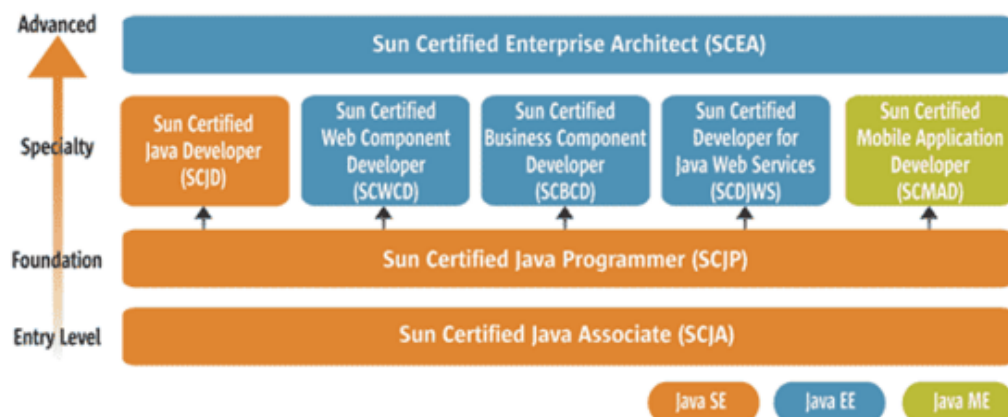 Advanced
Sun Certified Enterprise Architect (SCEA)
Specialty
Sun Certified
Java Developer
(SCJD)
Sun Certified
Web Component
Developer
(SCWCD)
Sun Certified
Business Component
Developer
(SCBCD)
Sun Certified
Developer for
Java Web Services
(SCDJWS)
Sun Certified
Mobile Application
Developer
(SCMAD)
Foundation
Sun Certified Java Programmer (SCJP)
Entry Level
Sun Certified Java Associate (SCJA)
Java SE
Java EE
Java ME